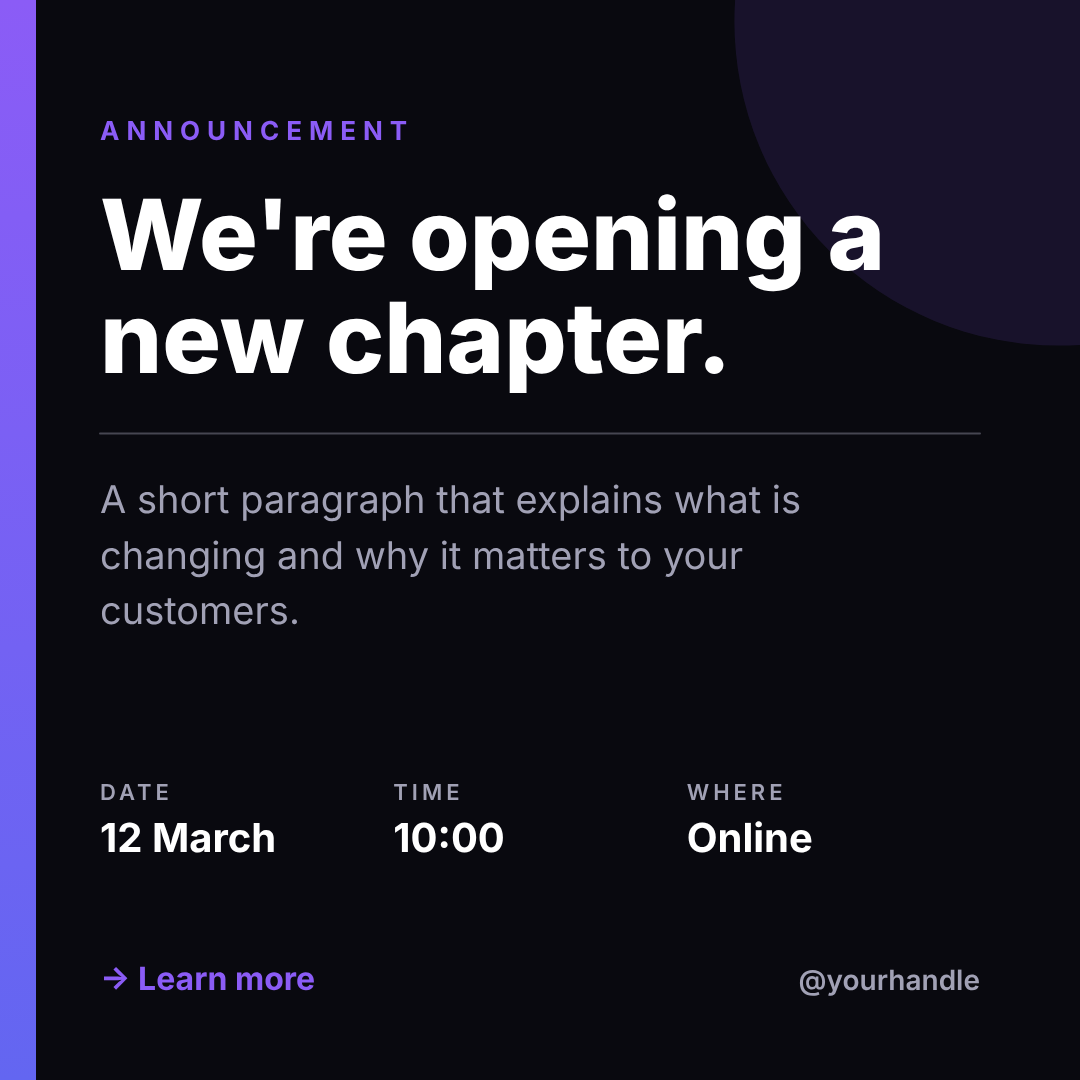 ANNOUNCEMENT
We're opening a
new chapter.
A short paragraph that explains what is
changing and why it matters to your
customers.
DATE
12 March
TIME
10:00
WHERE
Online
→ Learn more
@yourhandle